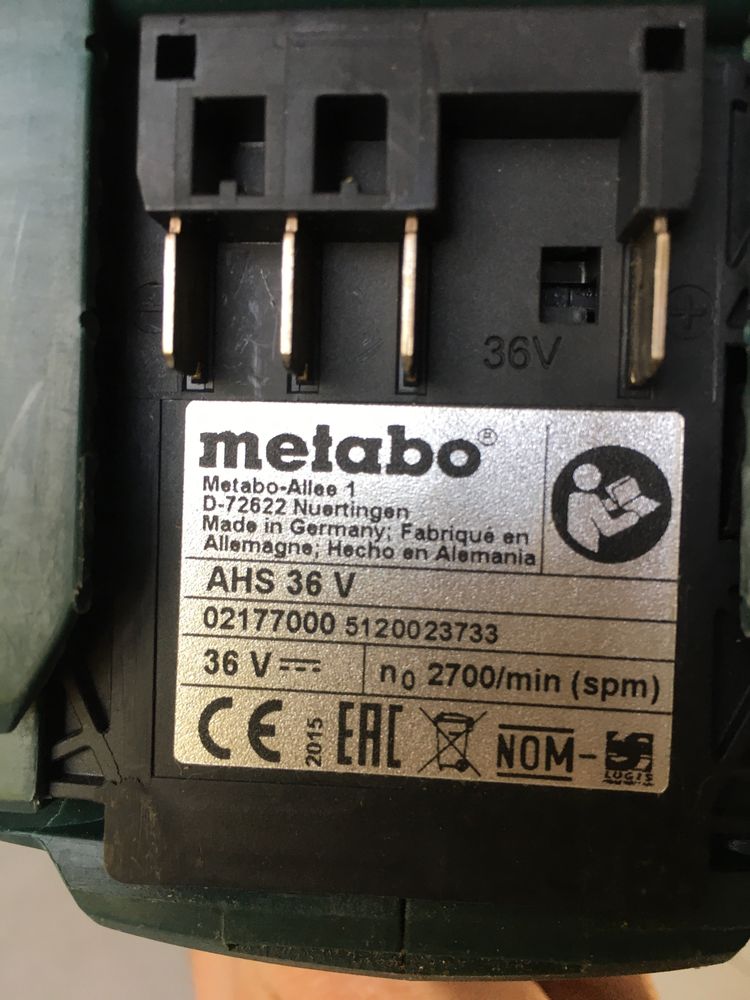 36V
metabo®
Metabo-Allee 1
D-72622 Nuertingen
Made in Germany; Fabriqué en
Allemagne; Hecho en Alemania
AHS 36 V
02177000 5120023733
36 V
n0 2700/min (spm)
CE 2015 EAC NOM-
LOGIS